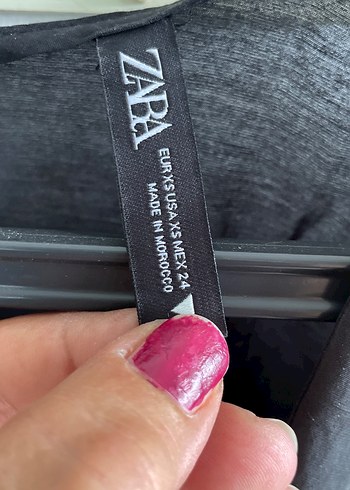 ZARA
EUR XS USA XS MEX 24
MADE IN MOROCCO